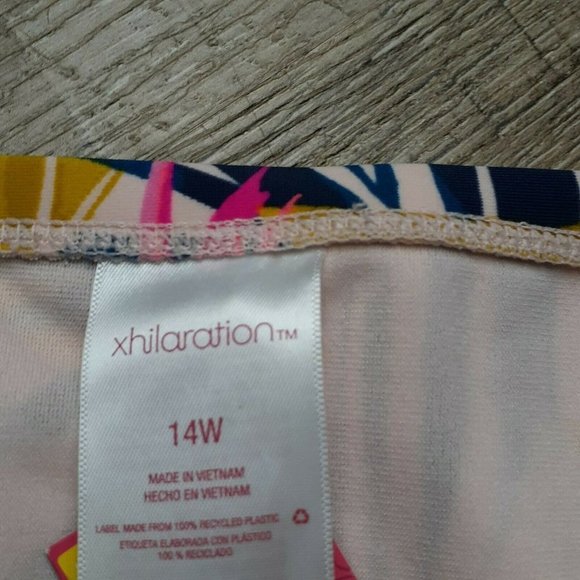 xhilaration™
14W
MADE IN VIETNAM
HECHO EN VIETNAM
LABEL MADE FROM 100% RECYCLED PLASTIC
ETIQUETA ELABORADA CON PLÁSTICO
100 % RECICLADO